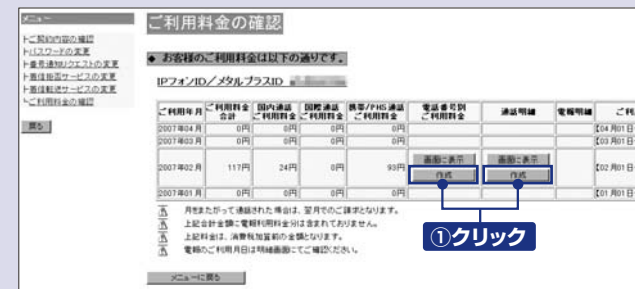 メニュー
ご契約内容の確認
パスワードの変更
番号通知リクエストの変更
着信拒否サービスの変更
着信転送サービスの変更
ご利用料金の確認
戻る
ご利用料金の確認
◆ お客様のご利用料金は以下の通りです。
IPフォンID／メタルプラスID
ご利用年月 ご利用料金合計 国内通話ご利用料金 国際通話ご利用料金 携帯/PHS通話ご利用料金 電話番号別ご利用料金 通話明細 電報明細 ご利
2007年04月 0円 0円 0円 0円 【04月01日
2007年03月 0円 0円 0円 0円 【03月01日
2007年02月 117円 24円 0円 93円 画面に表示 作成 画面に表示 作成 【02月01日
2007年01月 0円 0円 0円 0円 【01月01日
月をまたがって通話された場合は、翌月でのご請求となります。
上記合計金額に電報利用料金分は含まれておりません。
上記料金は、消費税加算前の金額となります。
電報のご利用月日は明細画面にてご確認ください。
①クリック
メニューに戻る